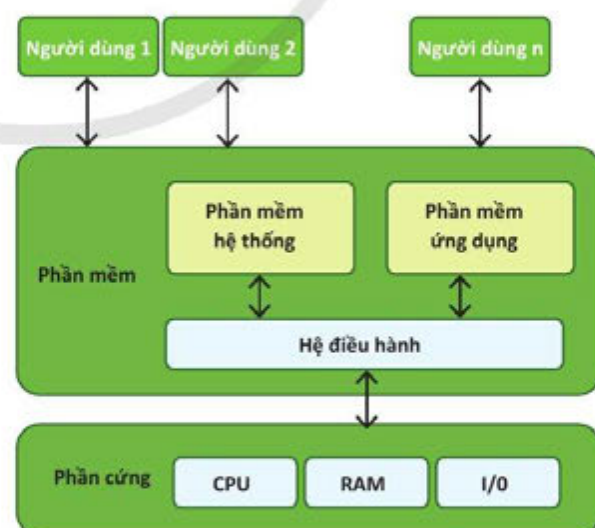 Người dùng 1
Người dùng 2
Người dùng n
Phần mềm
hệ thống
Phần mềm
ứng dụng
Phần mềm
Hệ điều hành
Phần cứng
CPU
RAM
I/0